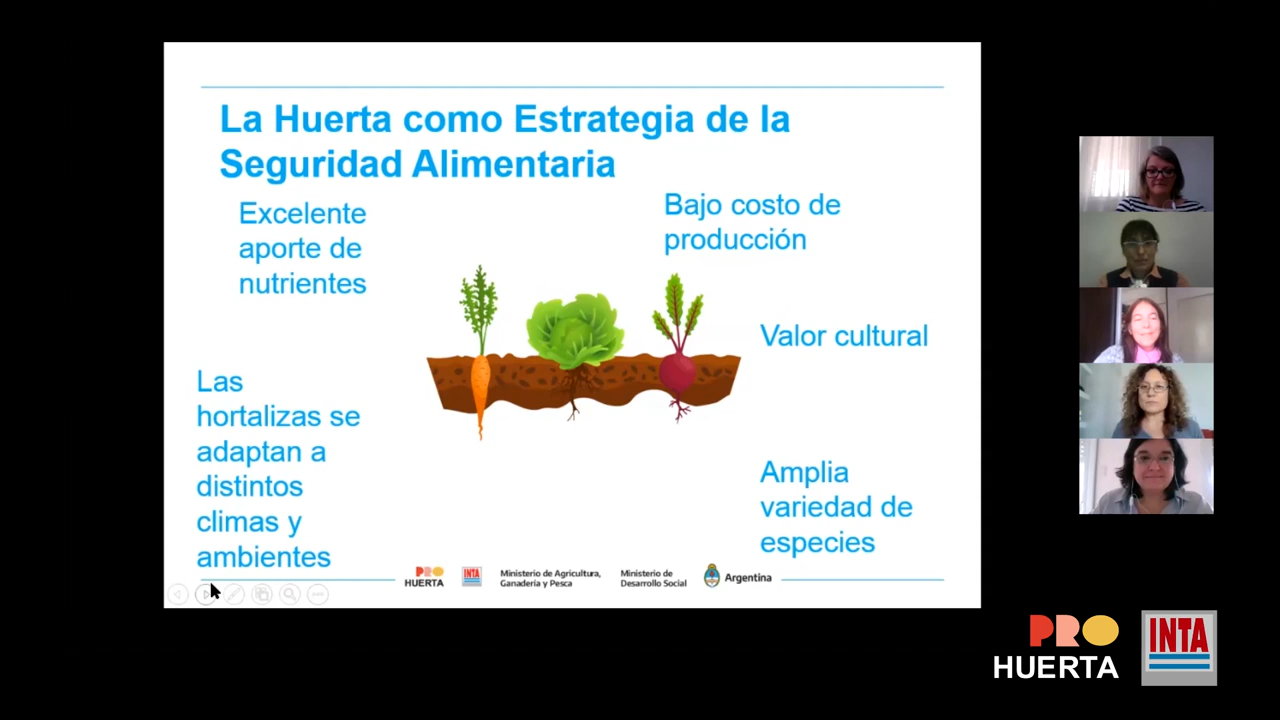 La Huerta como Estrategia de la
Seguridad Alimentaria
Excelente
aporte de
nutrientes
Bajo costo de
producción
Valor cultural
Las
hortalizas se
adaptan a
distintos
climas y
ambientes
Amplia
variedad de
especies
PRO
HUERTA
INTA
Ministerio de Agricultura,
Ganadería y Pesca
Ministerio de
Desarrollo Social
Argentina
PRO
HUERTA
INTA